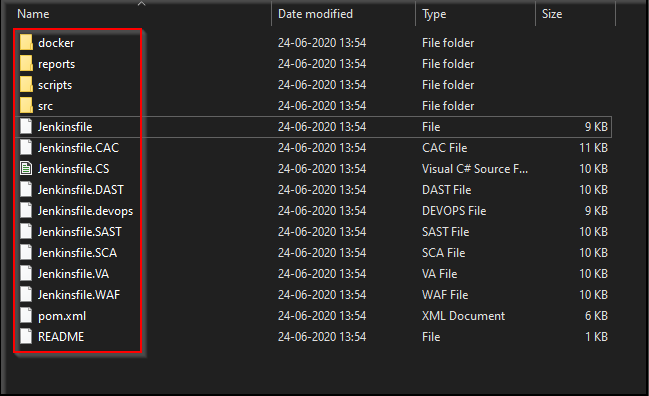 Name Date modified Type Size
docker 24-06-2020 13:54 File folder
reports 24-06-2020 13:54 File folder
scripts 24-06-2020 13:54 File folder
src 24-06-2020 13:54 File folder
Jenkinsfile 24-06-2020 13:54 File 9 KB
Jenkinsfile.CAC 24-06-2020 13:54 CAC File 11 KB
Jenkinsfile.CS 24-06-2020 13:54 Visual C# Source F... 10 KB
Jenkinsfile.DAST 24-06-2020 13:54 DAST File 10 KB
Jenkinsfile.devops 24-06-2020 13:54 DEVOPS File 9 KB
Jenkinsfile.SAST 24-06-2020 13:54 SAST File 10 KB
Jenkinsfile.SCA 24-06-2020 13:54 SCA File 10 KB
Jenkinsfile.VA 24-06-2020 13:54 VA File 10 KB
Jenkinsfile.WAF 24-06-2020 13:54 WAF File 10 KB
pom.xml 24-06-2020 13:54 XML Document 6 KB
README 24-06-2020 13:54 File 1 KB